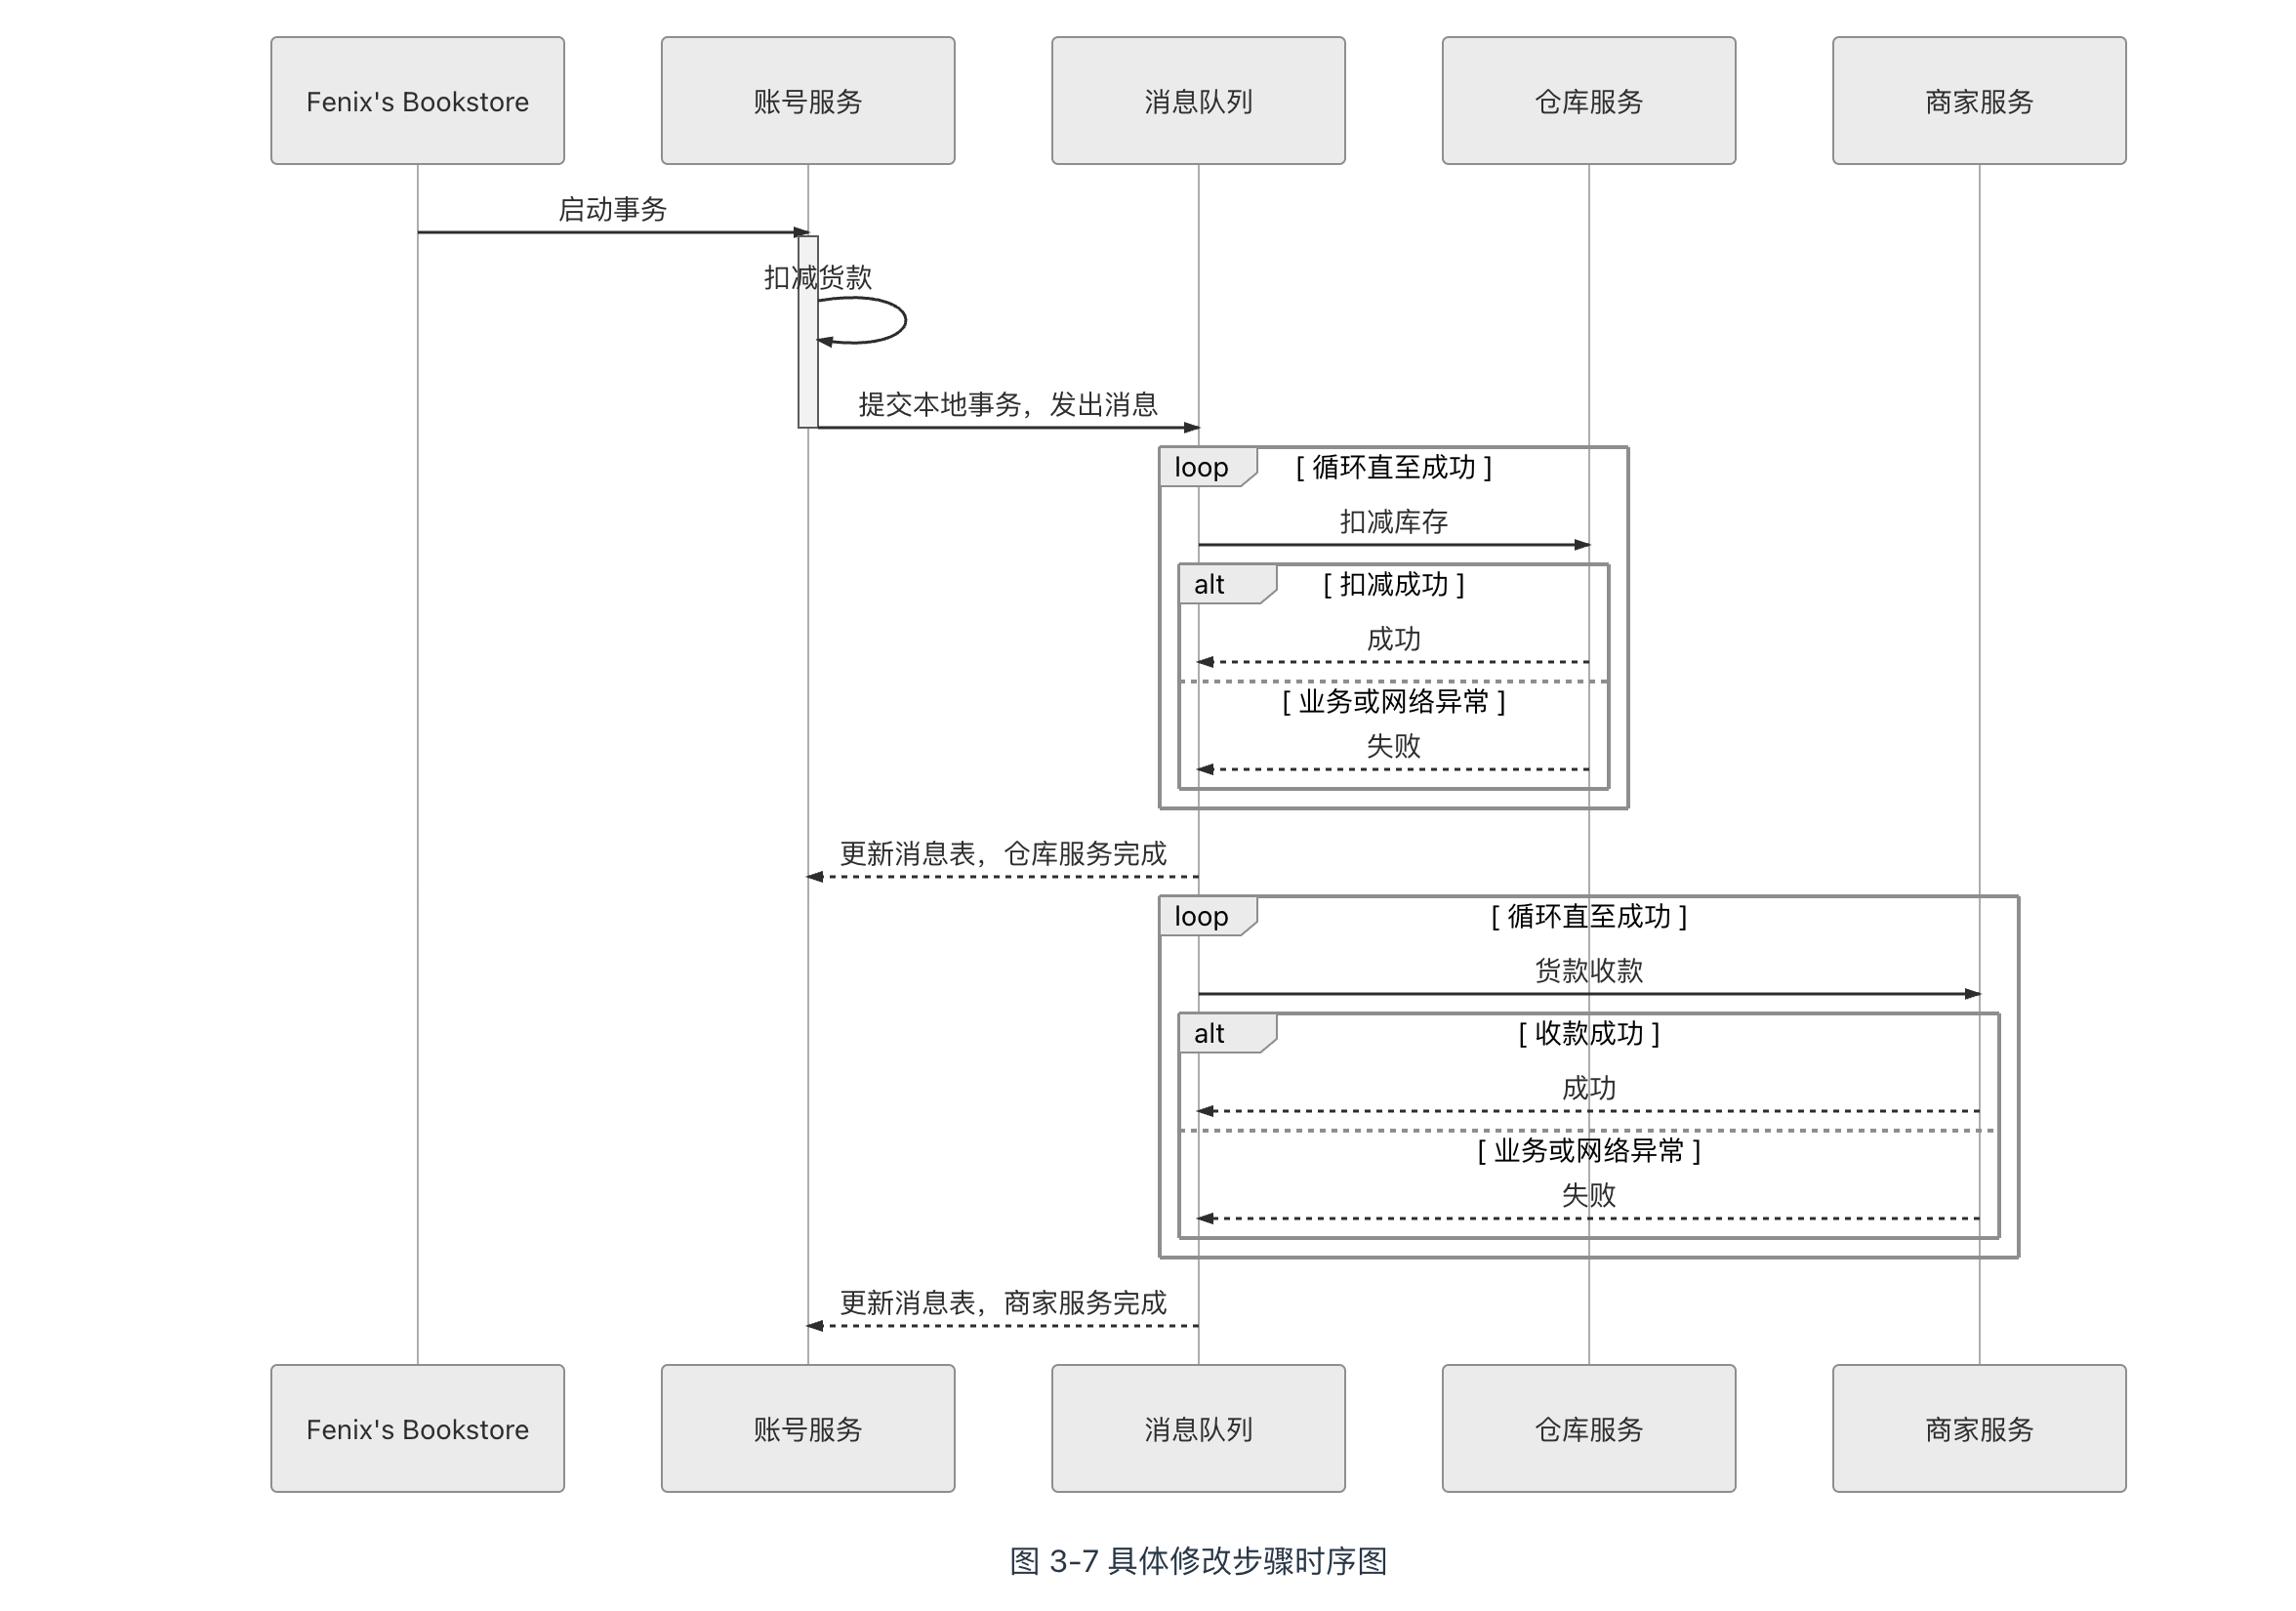 Fenix's Bookstore
账号服务
消息队列
仓库服务
商家服务
启动事务
扣减货款
提交本地事务，发出消息
loop
[ 循环直至成功 ]
扣减库存
alt
[ 扣减成功 ]
成功
[ 业务或网络异常 ]
失败
更新消息表，仓库服务完成
loop
[ 循环直至成功 ]
货款收款
alt
[ 收款成功 ]
成功
[ 业务或网络异常 ]
失败
更新消息表，商家服务完成
Fenix's Bookstore
账号服务
消息队列
仓库服务
商家服务
图 3-7 具体修改步骤时序图